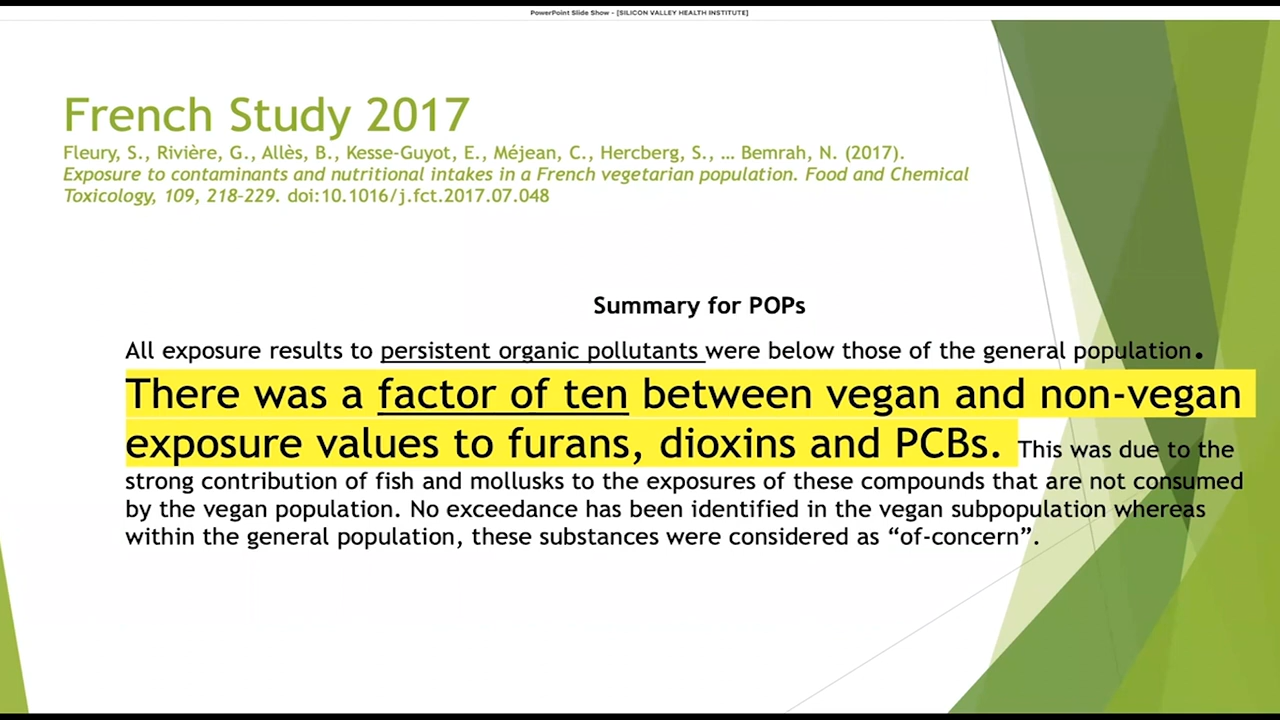 PowerPoint Slide Show - [SILICON VALLEY HEALTH INSTITUTE]
French Study 2017
Fleury, S., Rivière, G., Allès, B., Kesse-Guyot, E., Méjean, C., Hercberg, S., … Bemrah, N. (2017).
Exposure to contaminants and nutritional intakes in a French vegetarian population. Food and Chemical
Toxicology, 109, 218–229. doi:10.1016/j.fct.2017.07.048
Summary for POPs
All exposure results to persistent organic pollutants were below those of the general population.
There was a factor of ten between vegan and non-vegan
exposure values to furans, dioxins and PCBs. This was due to the
strong contribution of fish and mollusks to the exposures of these compounds that are not consumed
by the vegan population. No exceedance has been identified in the vegan subpopulation whereas
within the general population, these substances were considered as “of-concern”.